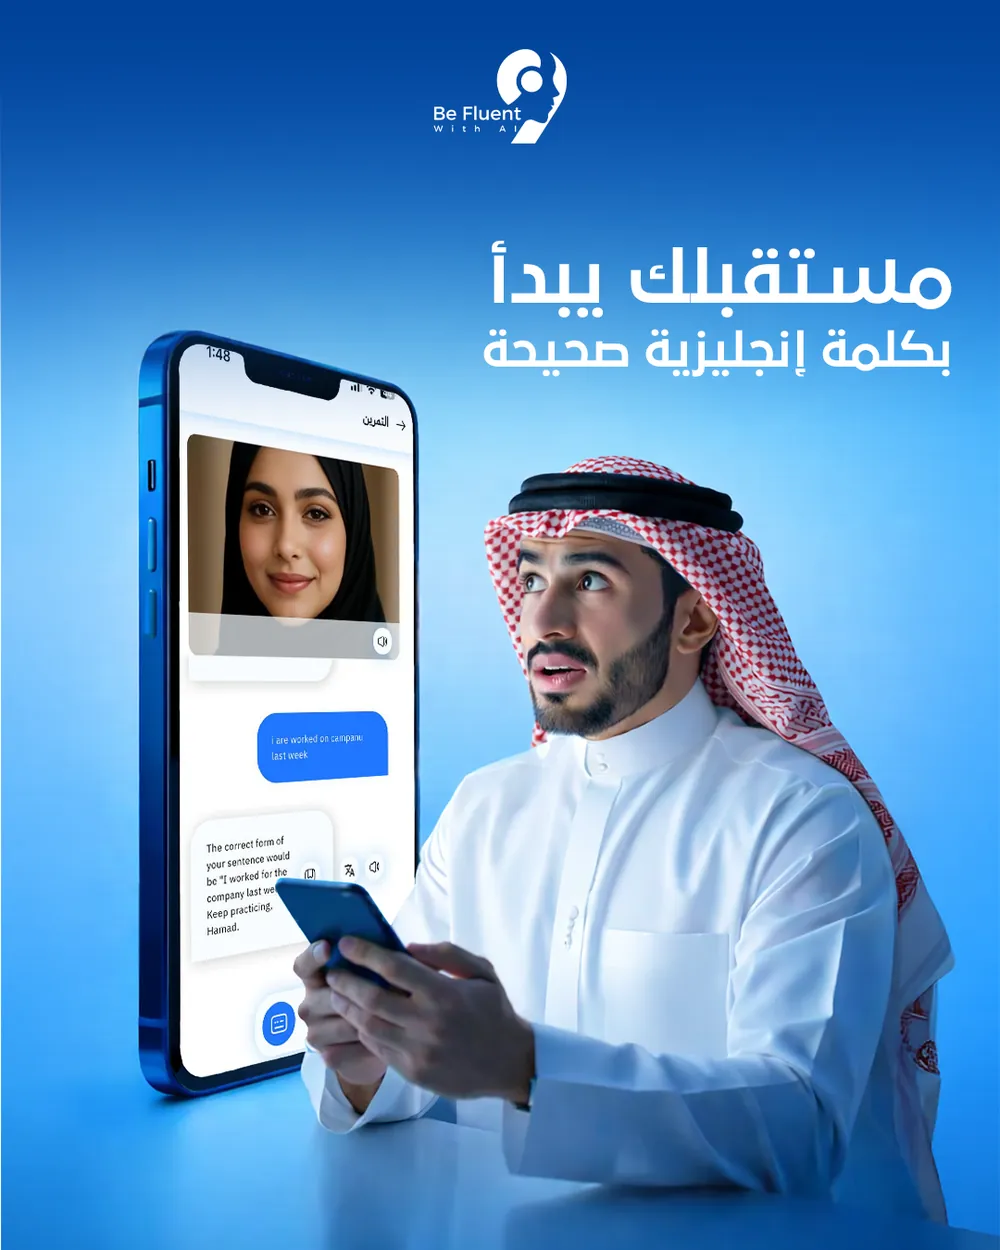 Be Fluent
With AI
مستقبلك يبدأ
بكلمة إنجليزية صحيحة
1:48
التمرين
i are worked on campanu
last week
The correct form of
your sentence would
be "I worked for the
company last
Keep practicing,
Hamad.